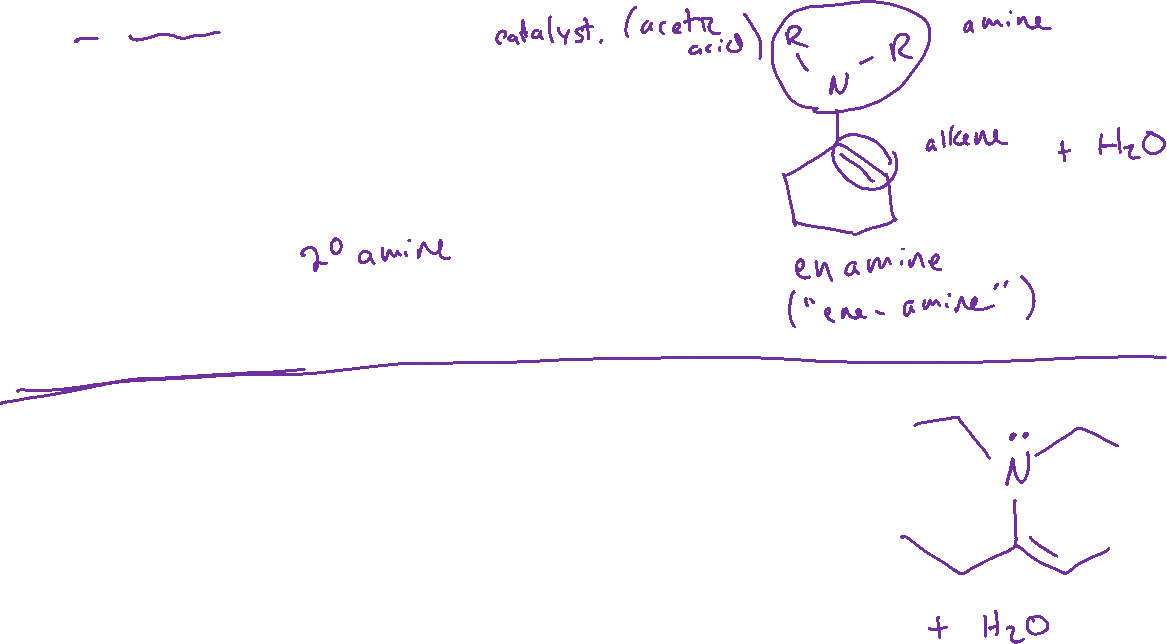 catalyst. (acetic acid)
R
R
N
amine
alkene
+ H2O
2° amine
enamine
("ene-amine")
N
+ H2O